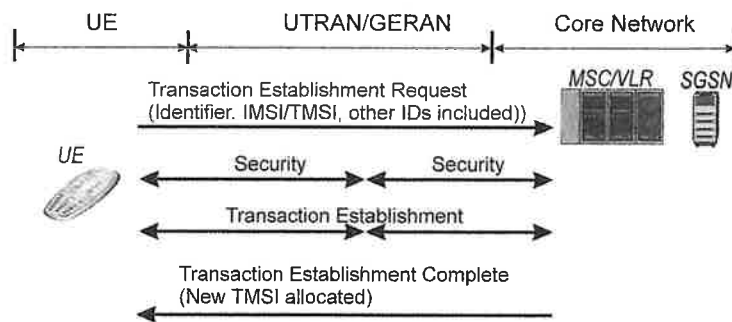 UE UTRAN/GERAN Core Network
Transaction Establishment Request
(Identifier. IMSI/TMSI, other IDs included))
MSC/VLR SGSN
UE
Security Security
Transaction Establishment
Transaction Establishment Complete
(New TMSI allocated)